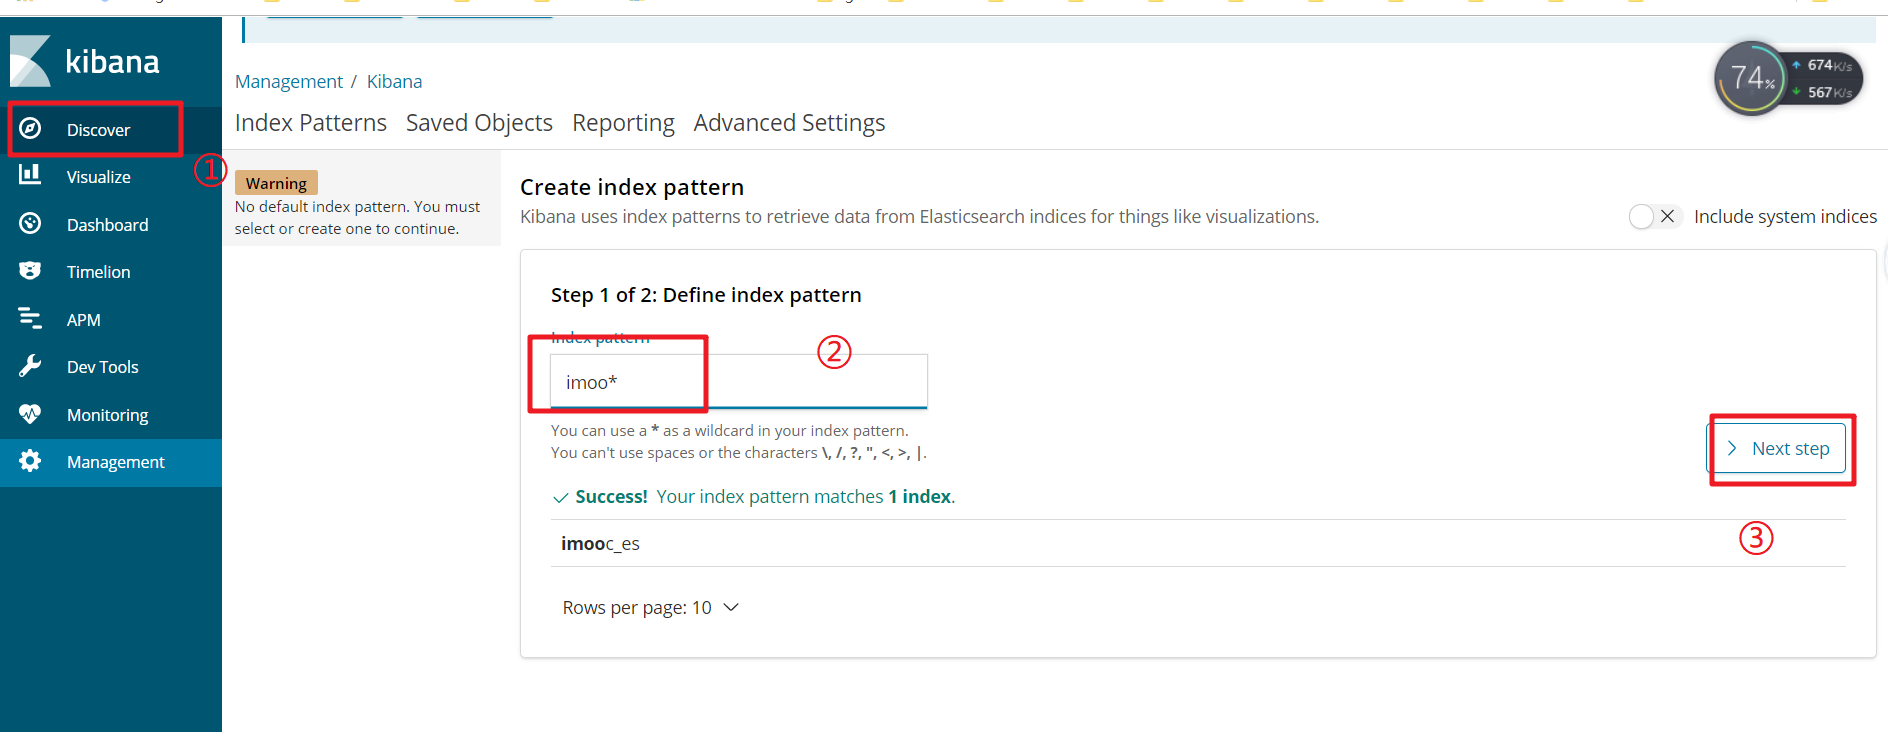 kibana
Discover
Visualize
Dashboard
Timelion
APM
Dev Tools
Monitoring
Management
①
Management / Kibana
Index Patterns Saved Objects Reporting Advanced Settings
74%
674K/s
567K/s
Warning
No default index pattern. You must
select or create one to continue.
Create index pattern
Kibana uses index patterns to retrieve data from Elasticsearch indices for things like visualizations.
Include system indices
Step 1 of 2: Define index pattern
Index pattern
②
imoo*
You can use a * as a wildcard in your index pattern.
You can't use spaces or the characters \, /, ?, ", <, >, |.
Next step
Success! Your index pattern matches 1 index.
③
imooc_es
Rows per page: 10